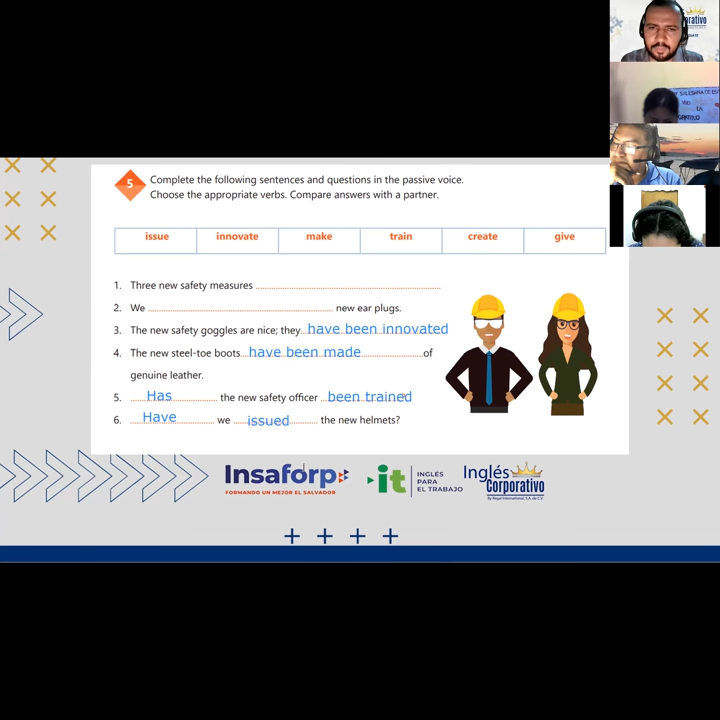 5 Complete the following sentences and questions in the passive voice.
Choose the appropriate verbs. Compare answers with a partner.
issue innovate make train create give
1. Three new safety measures
2. We new ear plugs.
3. The new safety goggles are nice; they have been innovated
4. The new steel-toe boots have been made of
genuine leather.
5. Has the new safety officer been trained
6. Have we issued the new helmets?
Insaforp
FORMANDO UN MEJOR EL SALVADOR
it INGLÉS
PARA
EL TRABAJO
Inglés
Corporativo